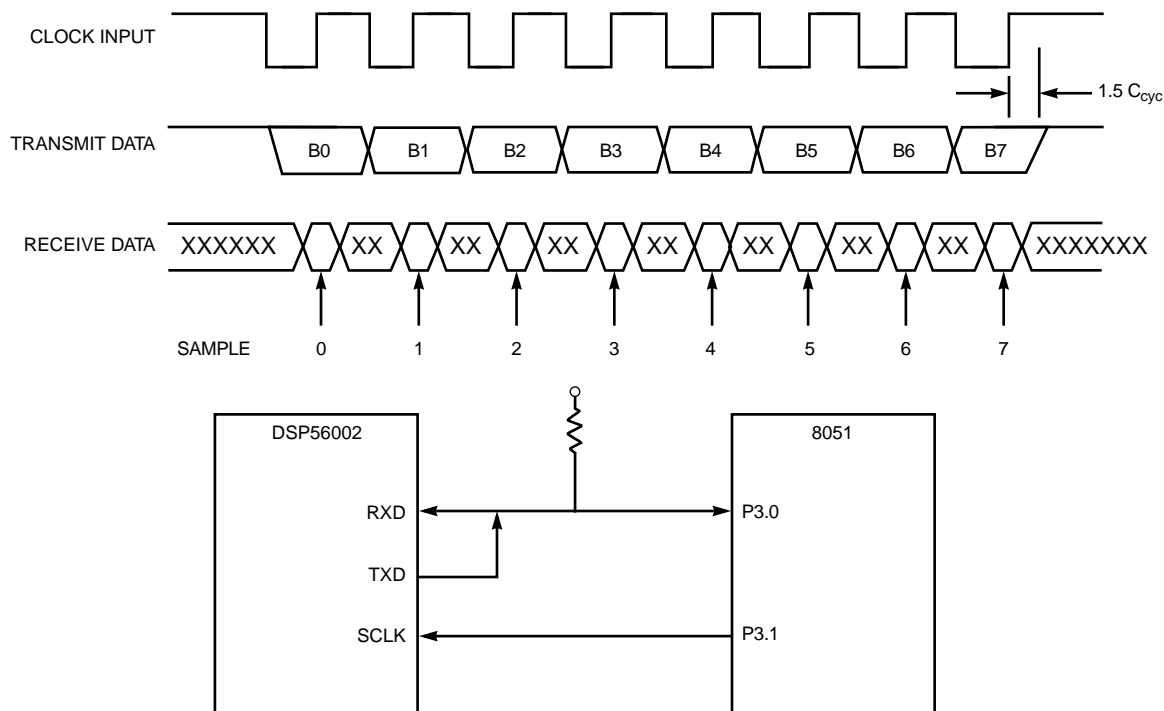 CLOCK INPUT
1.5 Ccyc
TRANSMIT DATA B0 B1 B2 B3 B4 B5 B6 B7
RECEIVE DATA XXXXXX XX XX XX XX XX XX XX XXXXXXX
SAMPLE 0 1 2 3 4 5 6 7
DSP56002 8051
RXD P3.0
TXD
SCLK P3.1